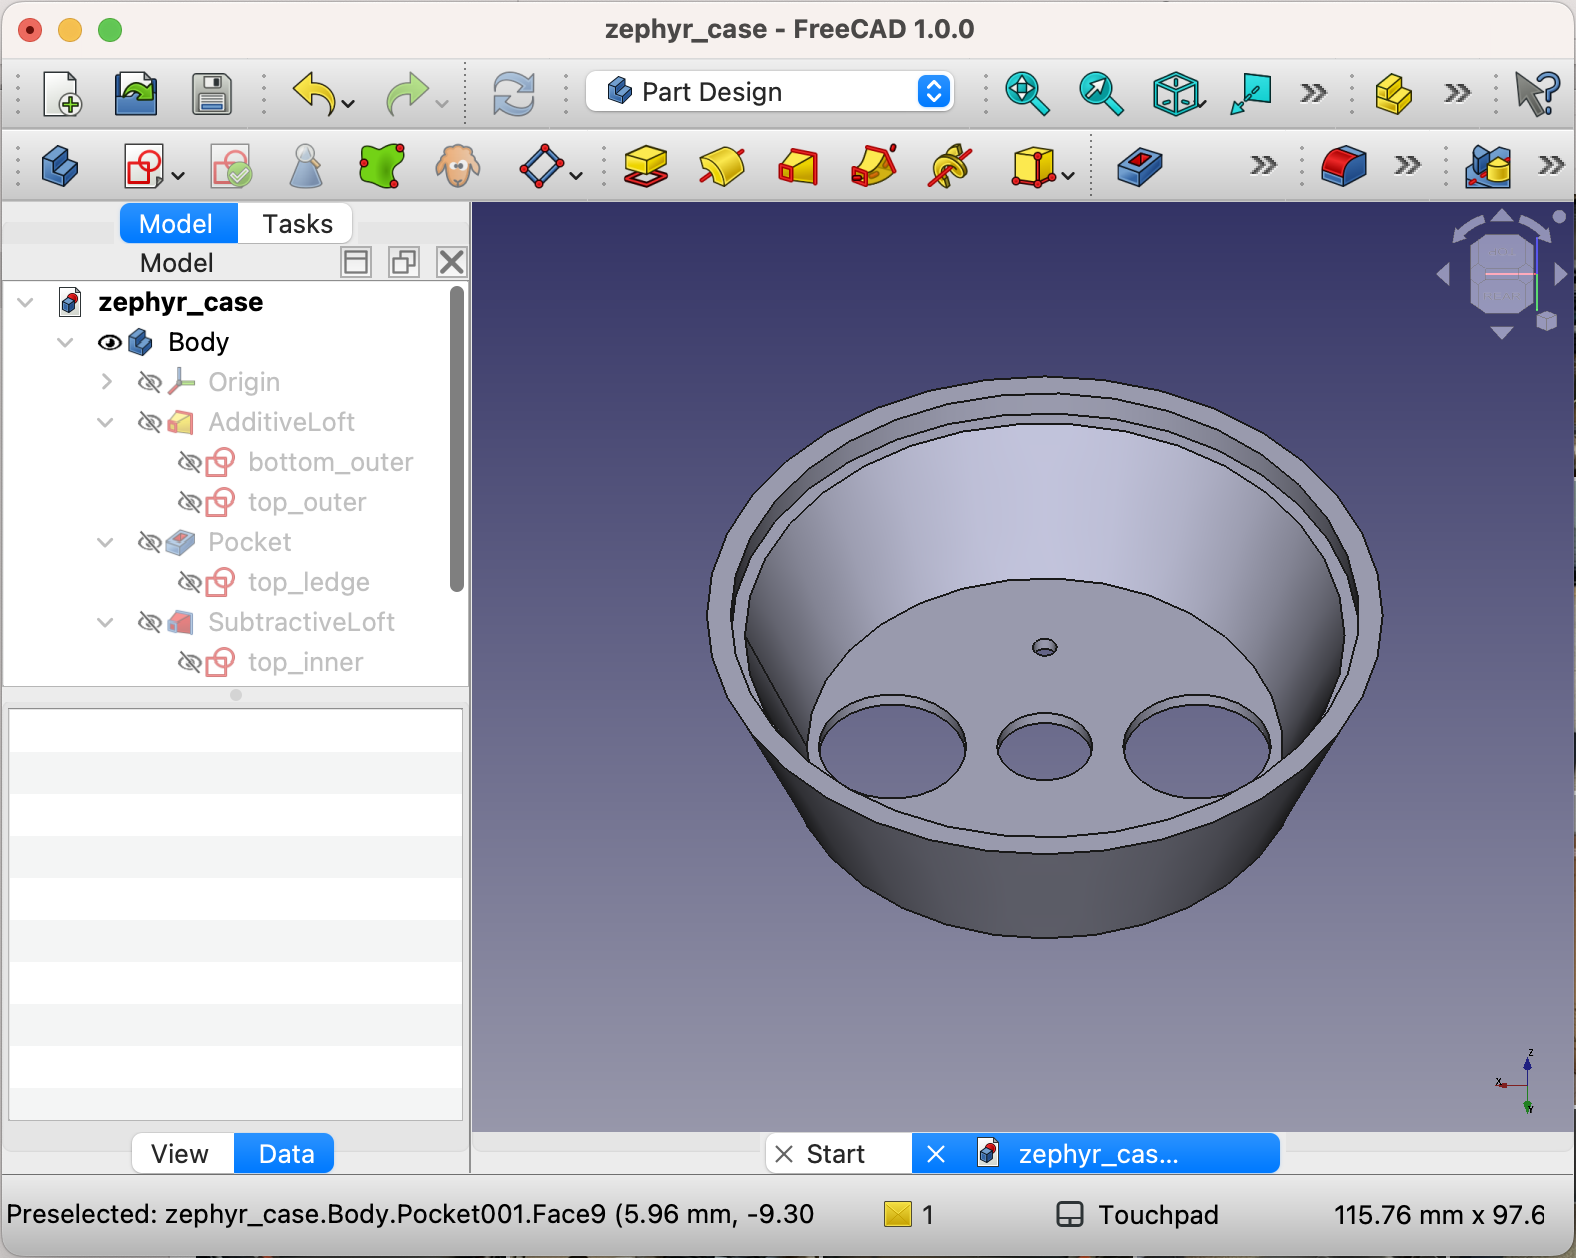 zephyr_case - FreeCAD 1.0.0
Part Design
Model
Tasks
Model
zephyr_case
Body
Origin
AdditiveLoft
bottom_outer
top_outer
Pocket
top_ledge
SubtractiveLoft
top_inner
Z
X
Y
View
Data
Start
zephyr_cas...
Preselected: zephyr_case.Body.Pocket001.Face9 (5.96 mm, -9.30
1
Touchpad
115.76 mm x 97.6